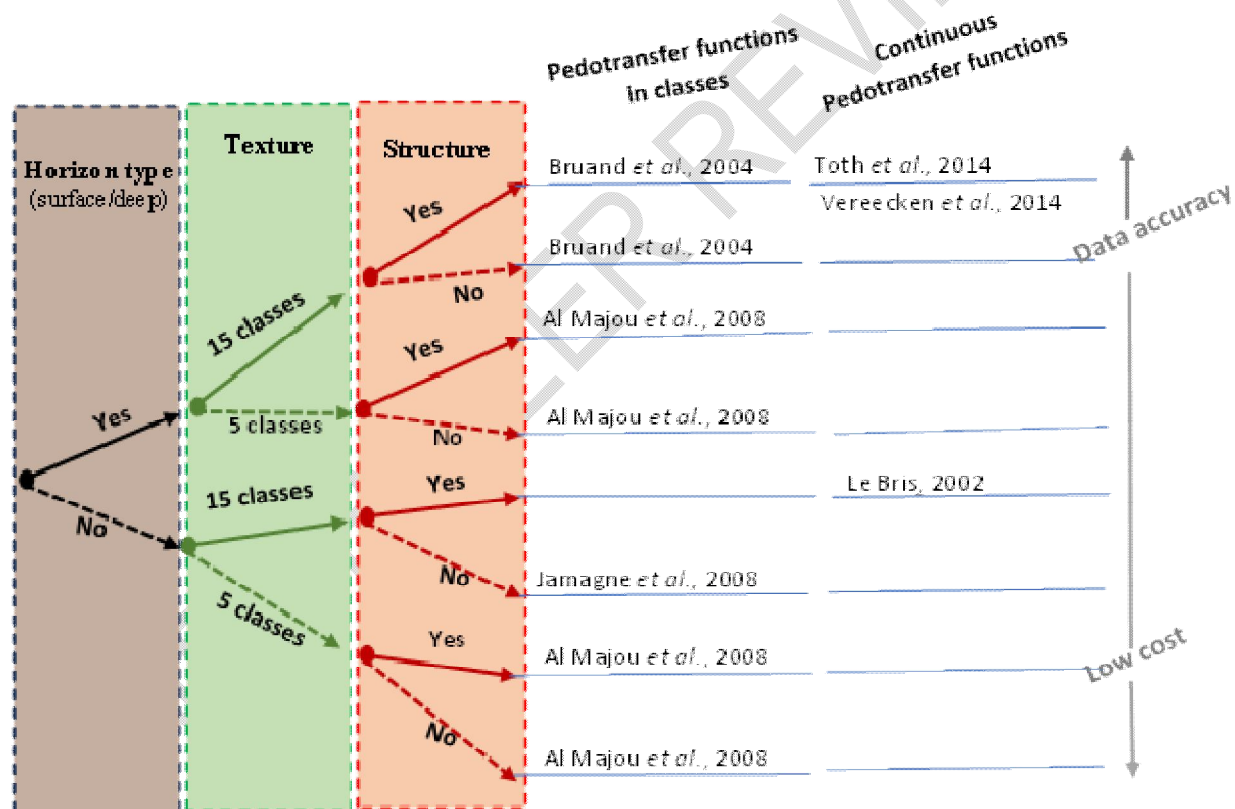 Pedotransfer functions
in classes
Continuous
Pedotransfer functions
Horizon type
(surface/deep)
Texture
Structure
Yes
No
15 classes
5 classes
15 classes
5 classes
Yes
No
Yes
No
Yes
No
Yes
No
Bruand et al., 2004
Toth et al., 2014
Vereecken et al., 2014
Bruand et al., 2004
Al Majou et al., 2008
Al Majou et al., 2008
Le Bris, 2002
Jamagne et al., 2008
Al Majou et al., 2008
Al Majou et al., 2008
Data accuracy
Low cost
EER REVI